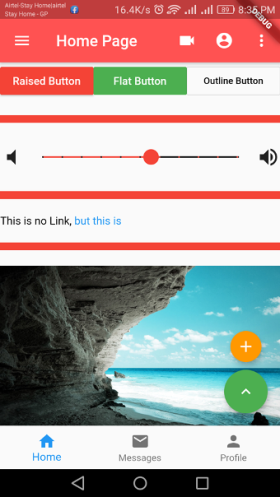 Airtel-Stay Home|airtel
Stay Home - GP
16.4K/s
89
8:36 PM
DEBUG
Home Page
Raised Button
Flat Button
Outline Button
This is no Link, but this is
Home
Messages
Profile